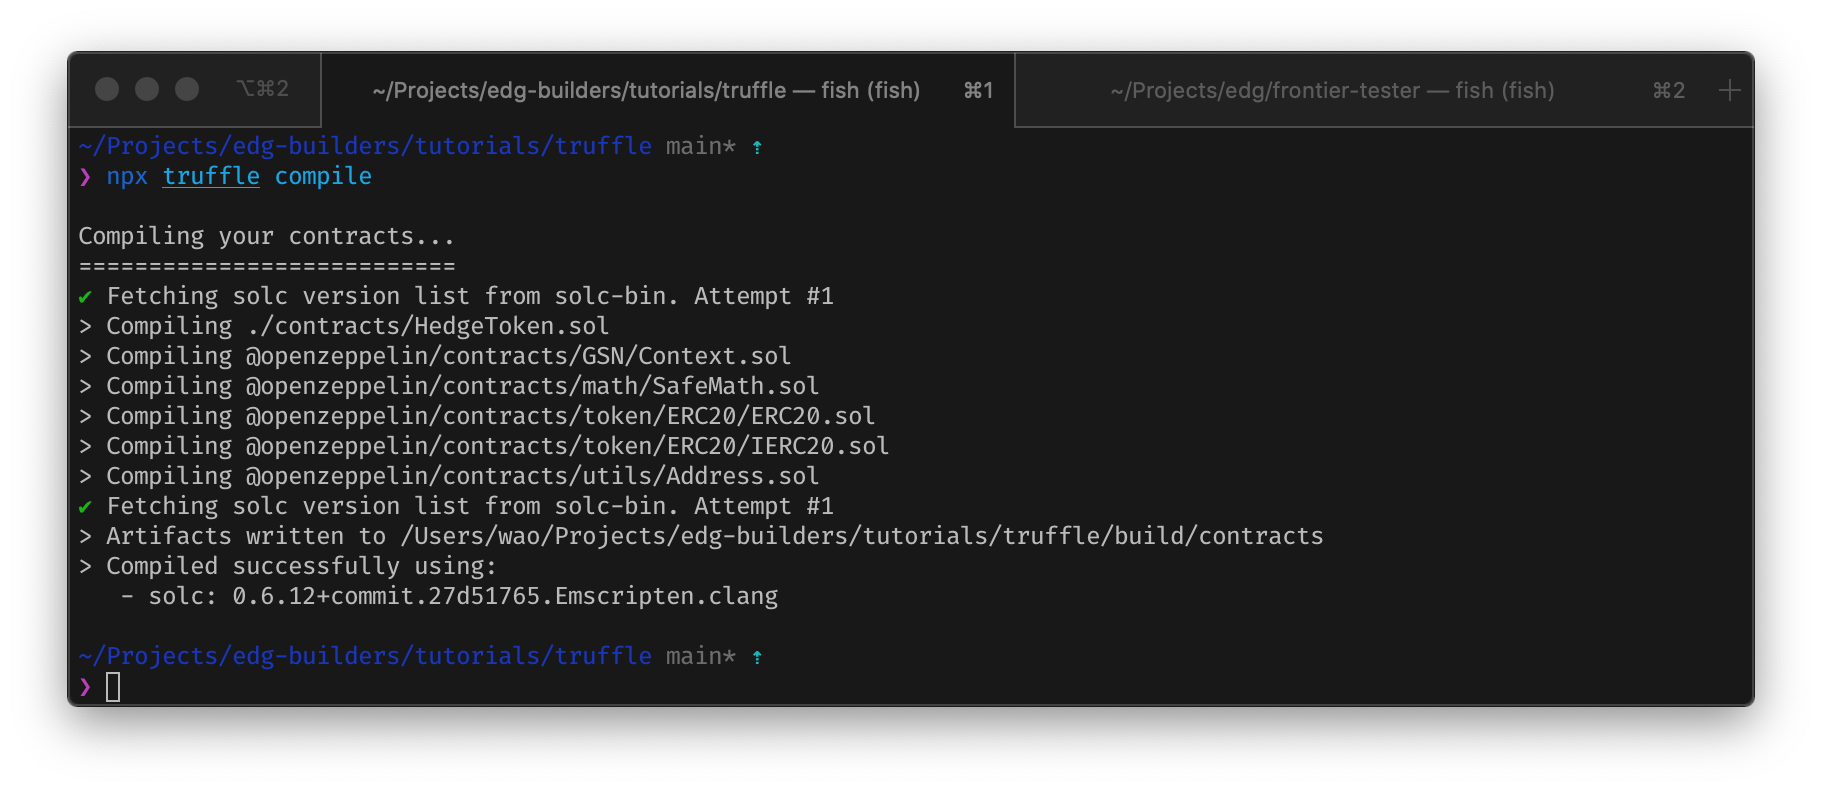 ⌥⌘2 ~/Projects/edg-builders/tutorials/truffle — fish (fish) ⌘1 ~/Projects/edg/frontier-tester — fish (fish) ⌘2 +
~/Projects/edg-builders/tutorials/truffle main* ⇡
❯ npx truffle compile
Compiling your contracts...
===========================
✔ Fetching solc version list from solc-bin. Attempt #1
> Compiling ./contracts/HedgeToken.sol
> Compiling @openzeppelin/contracts/GSN/Context.sol
> Compiling @openzeppelin/contracts/math/SafeMath.sol
> Compiling @openzeppelin/contracts/token/ERC20/ERC20.sol
> Compiling @openzeppelin/contracts/token/ERC20/IERC20.sol
> Compiling @openzeppelin/contracts/utils/Address.sol
✔ Fetching solc version list from solc-bin. Attempt #1
> Artifacts written to /Users/wao/Projects/edg-builders/tutorials/truffle/build/contracts
> Compiled successfully using:
   - solc: 0.6.12+commit.27d51765.Emscripten.clang
~/Projects/edg-builders/tutorials/truffle main* ⇡
❯